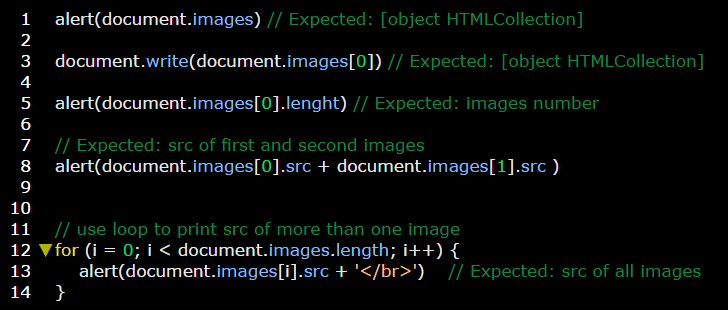 1 alert(document.images) // Expected: [object HTMLCollection]
2
3 document.write(document.images[0]) // Expected: [object HTMLCollection]
4
5 alert(document.images[0].lenght) // Expected: images number
6
7 // Expected: src of first and second images
8 alert(document.images[0].src + document.images[1].src )
9
10
11 // use loop to print src of more than one image
12 for (i = 0; i < document.images.length; i++) {
13 alert(document.images[i].src + '</br>') // Expected: src of all images
14 }